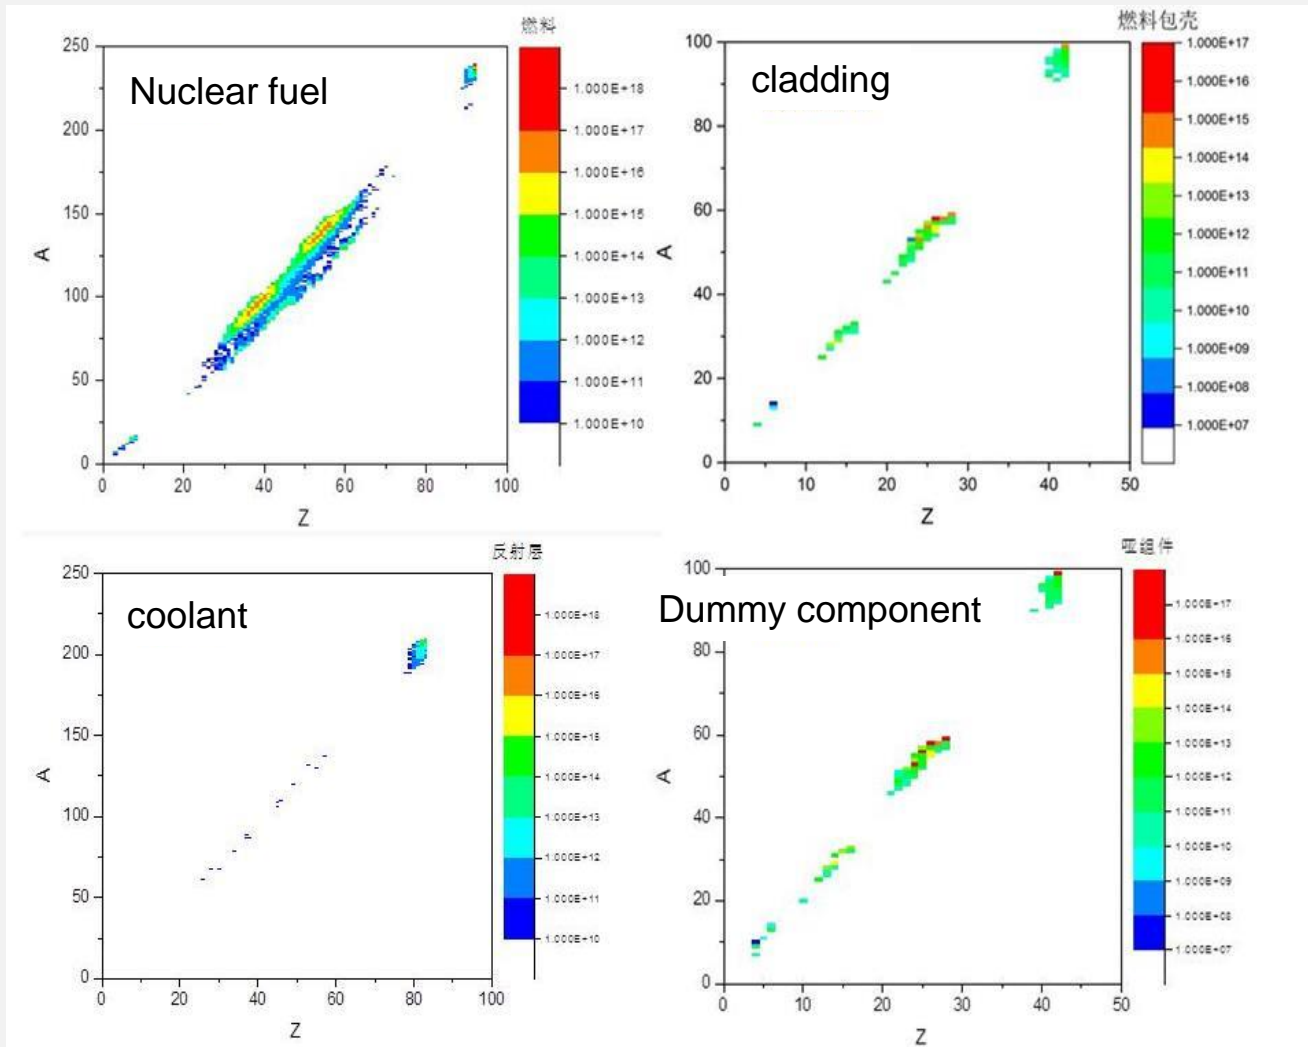 燃料
Nuclear fuel
A
250
200
150
100
50
0
0 20 40 60 80 100
Z
1.000E+18
1.000E+17
1.000E+16
1.000E+15
1.000E+14
1.000E+13
1.000E+12
1.000E+11
1.000E+10
燃料包壳
cladding
A
100
80
60
40
20
0
0 10 20 30 40 50
Z
1.000E+17
1.000E+16
1.000E+15
1.000E+14
1.000E+13
1.000E+12
1.000E+11
1.000E+10
1.000E+09
1.000E+08
1.000E+07
反射层
coolant
A
250
200
150
100
50
0
0 20 40 60 80 100
Z
1.000E+18
1.000E+17
1.000E+16
1.000E+15
1.000E+14
1.000E+13
1.000E+12
1.000E+11
1.000E+10
哑组件
Dummy component
A
100
80
60
40
20
0
0 10 20 30 40 50
Z
1.000E+17
1.000E+16
1.000E+15
1.000E+14
1.000E+13
1.000E+12
1.000E+11
1.000E+10
1.000E+09
1.000E+08
1.000E+07